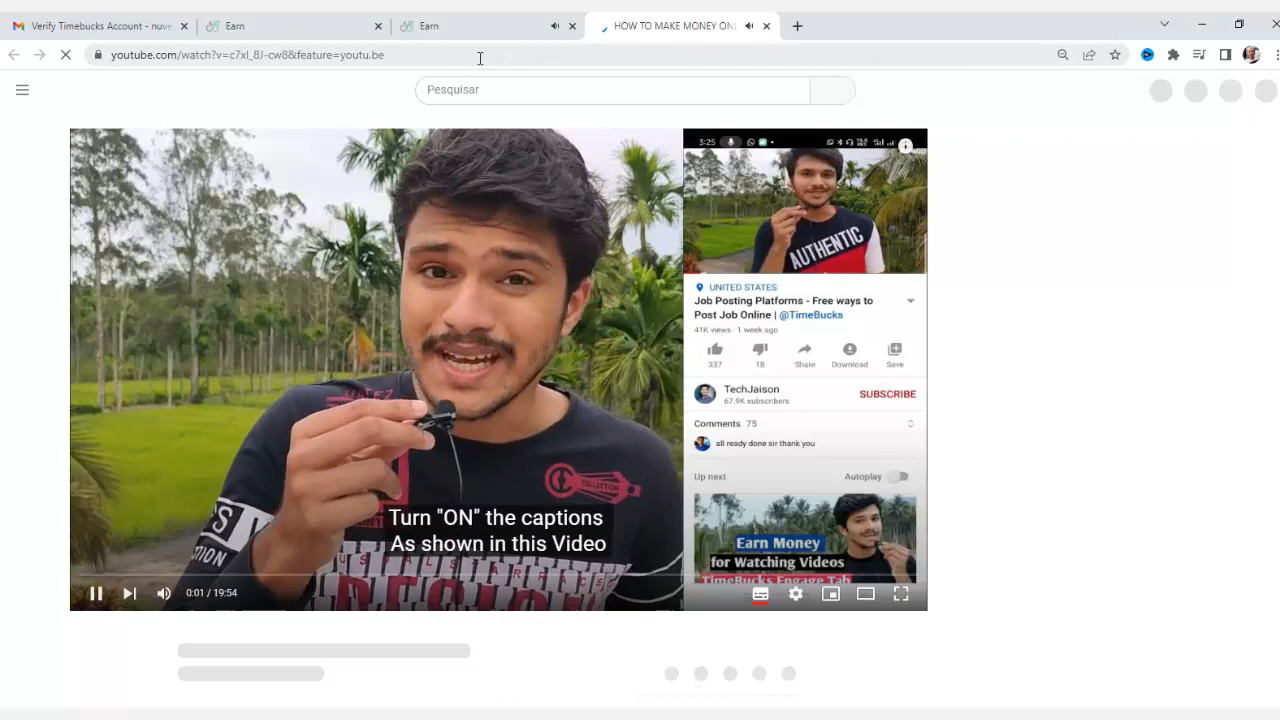 Verify Timebucks Account - nuve
Earn
Earn
HOW TO MAKE MONEY ONL
youtube.com/watch?v=c7xl_8J-cw8&feature=youtu.be
Pesquisar
3:25
AUTHENTIC
UNITED STATES
Job Posting Platforms - Free ways to
Post Job Online | @TimeBucks
41K views · 1 week ago
337
18
Share
Download
Save
TechJaison
67.9K subscribers
SUBSCRIBE
Comments 75
all ready done sir thank you
Up next
Autoplay
Earn Money
for Watching Videos
TimeBucks Engage Tab
COLLECTION
Turn "ON" the captions
As shown in this Video
0:01 / 19:54